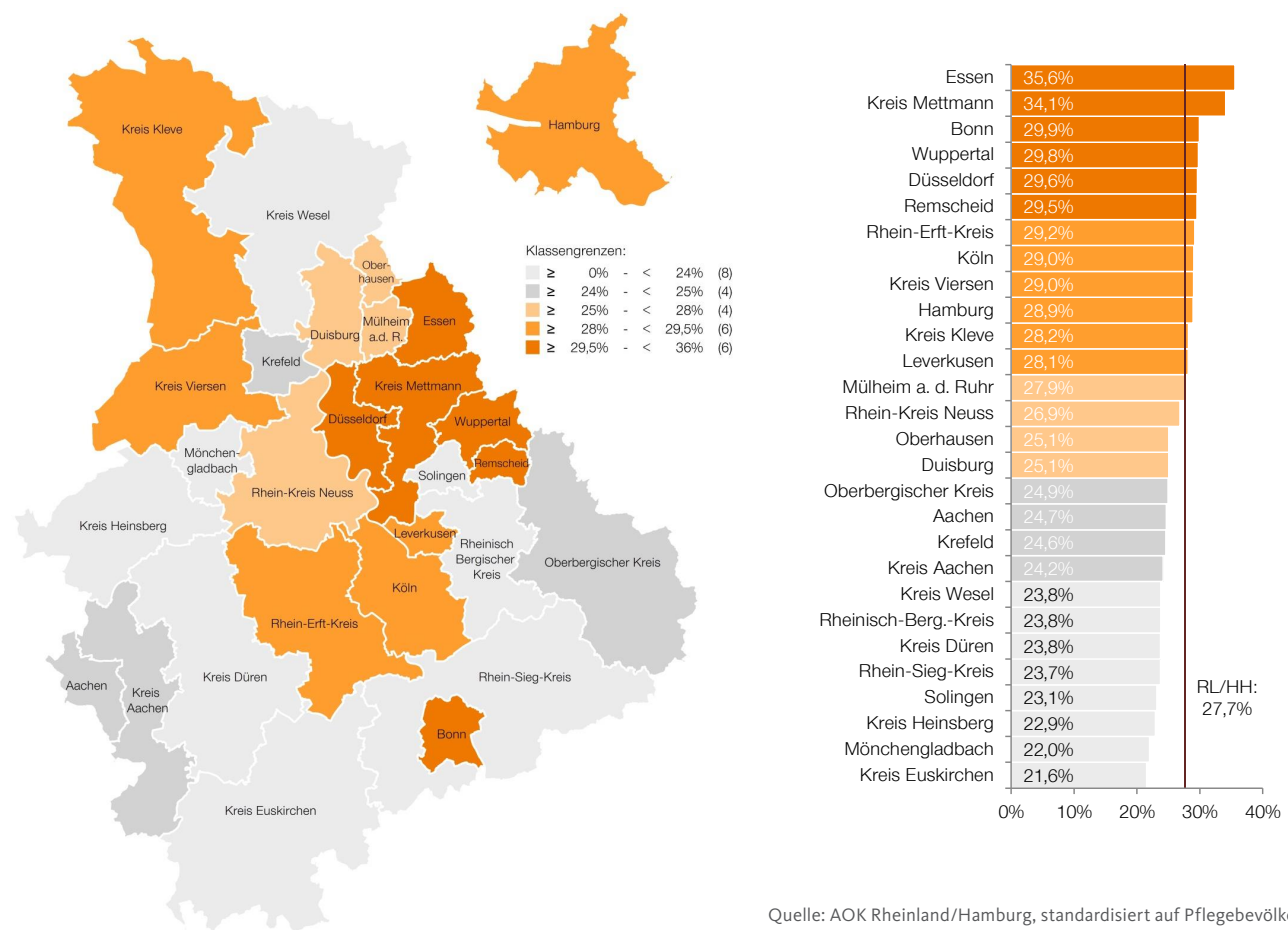 Kreis Kleve
Hamburg
Kreis Wesel
Ober-
hausen
Duisburg
Mülheim
a.d. R.
Essen
Krefeld
Kreis Viersen
Kreis Mettmann
Düsseldorf
Wuppertal
Mönchen-
gladbach
Solingen
Remscheid
Rhein-Kreis Neuss
Kreis Heinsberg
Leverkusen
Rheinisch
Bergischer
Kreis
Oberbergischer Kreis
Köln
Rhein-Erft-Kreis
Aachen
Kreis
Aachen
Kreis Düren
Rhein-Sieg-Kreis
Bonn
Kreis Euskirchen
Klassengrenzen:
≥ 0% - < 24% (8)
≥ 24% - < 25% (4)
≥ 25% - < 28% (4)
≥ 28% - < 29,5% (6)
≥ 29,5% - < 36% (6)
Essen 35,6%
Kreis Mettmann 34,1%
Bonn 29,9%
Wuppertal 29,8%
Düsseldorf 29,6%
Remscheid 29,5%
Rhein-Erft-Kreis 29,2%
Köln 29,0%
Kreis Viersen 29,0%
Hamburg 28,9%
Kreis Kleve 28,2%
Leverkusen 28,1%
Mülheim a. d. Ruhr 27,9%
Rhein-Kreis Neuss 26,9%
Oberhausen 25,1%
Duisburg 25,1%
Oberbergischer Kreis 24,9%
Aachen 24,7%
Krefeld 24,6%
Kreis Aachen 24,2%
Kreis Wesel 23,8%
Rheinisch-Berg.-Kreis 23,8%
Kreis Düren 23,8%
Rhein-Sieg-Kreis 23,7%
Solingen 23,1%
Kreis Heinsberg 22,9%
Mönchengladbach 22,0%
Kreis Euskirchen 21,6%
RL/HH:
27,7%
0% 10% 20% 30% 40%
Quelle: AOK Rheinland/Hamburg, standardisiert auf Pflegebevölk